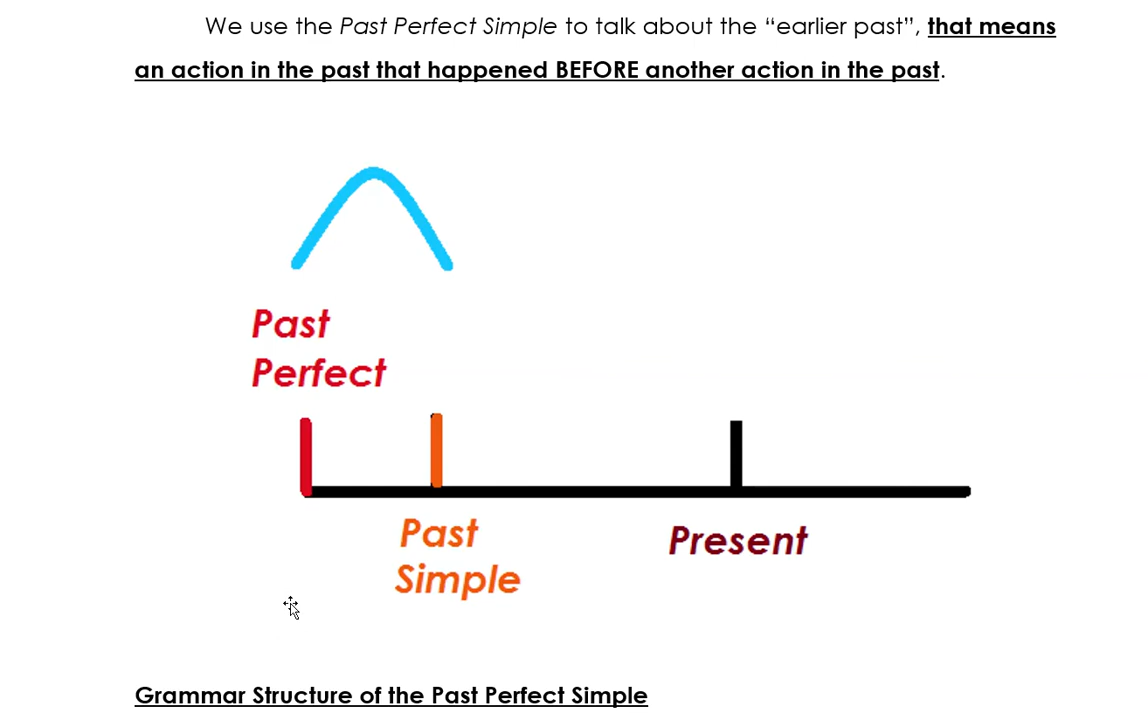 We use the Past Perfect Simple to talk about the “earlier past”, that means
an action in the past that happened BEFORE another action in the past.
Past
Perfect
Past
Simple
Present
Grammar Structure of the Past Perfect Simple